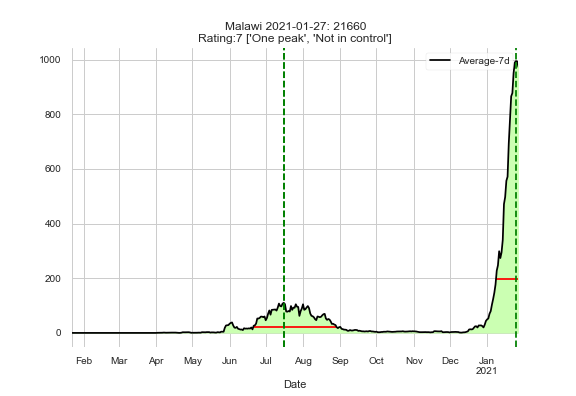 Malawi 2021-01-27: 21660
Rating:7 ['One peak', 'Not in control']
Average-7d
1000
800
600
400
200
0
Feb Mar Apr May Jun Jul Aug Sep Oct Nov Dec Jan
2021
Date